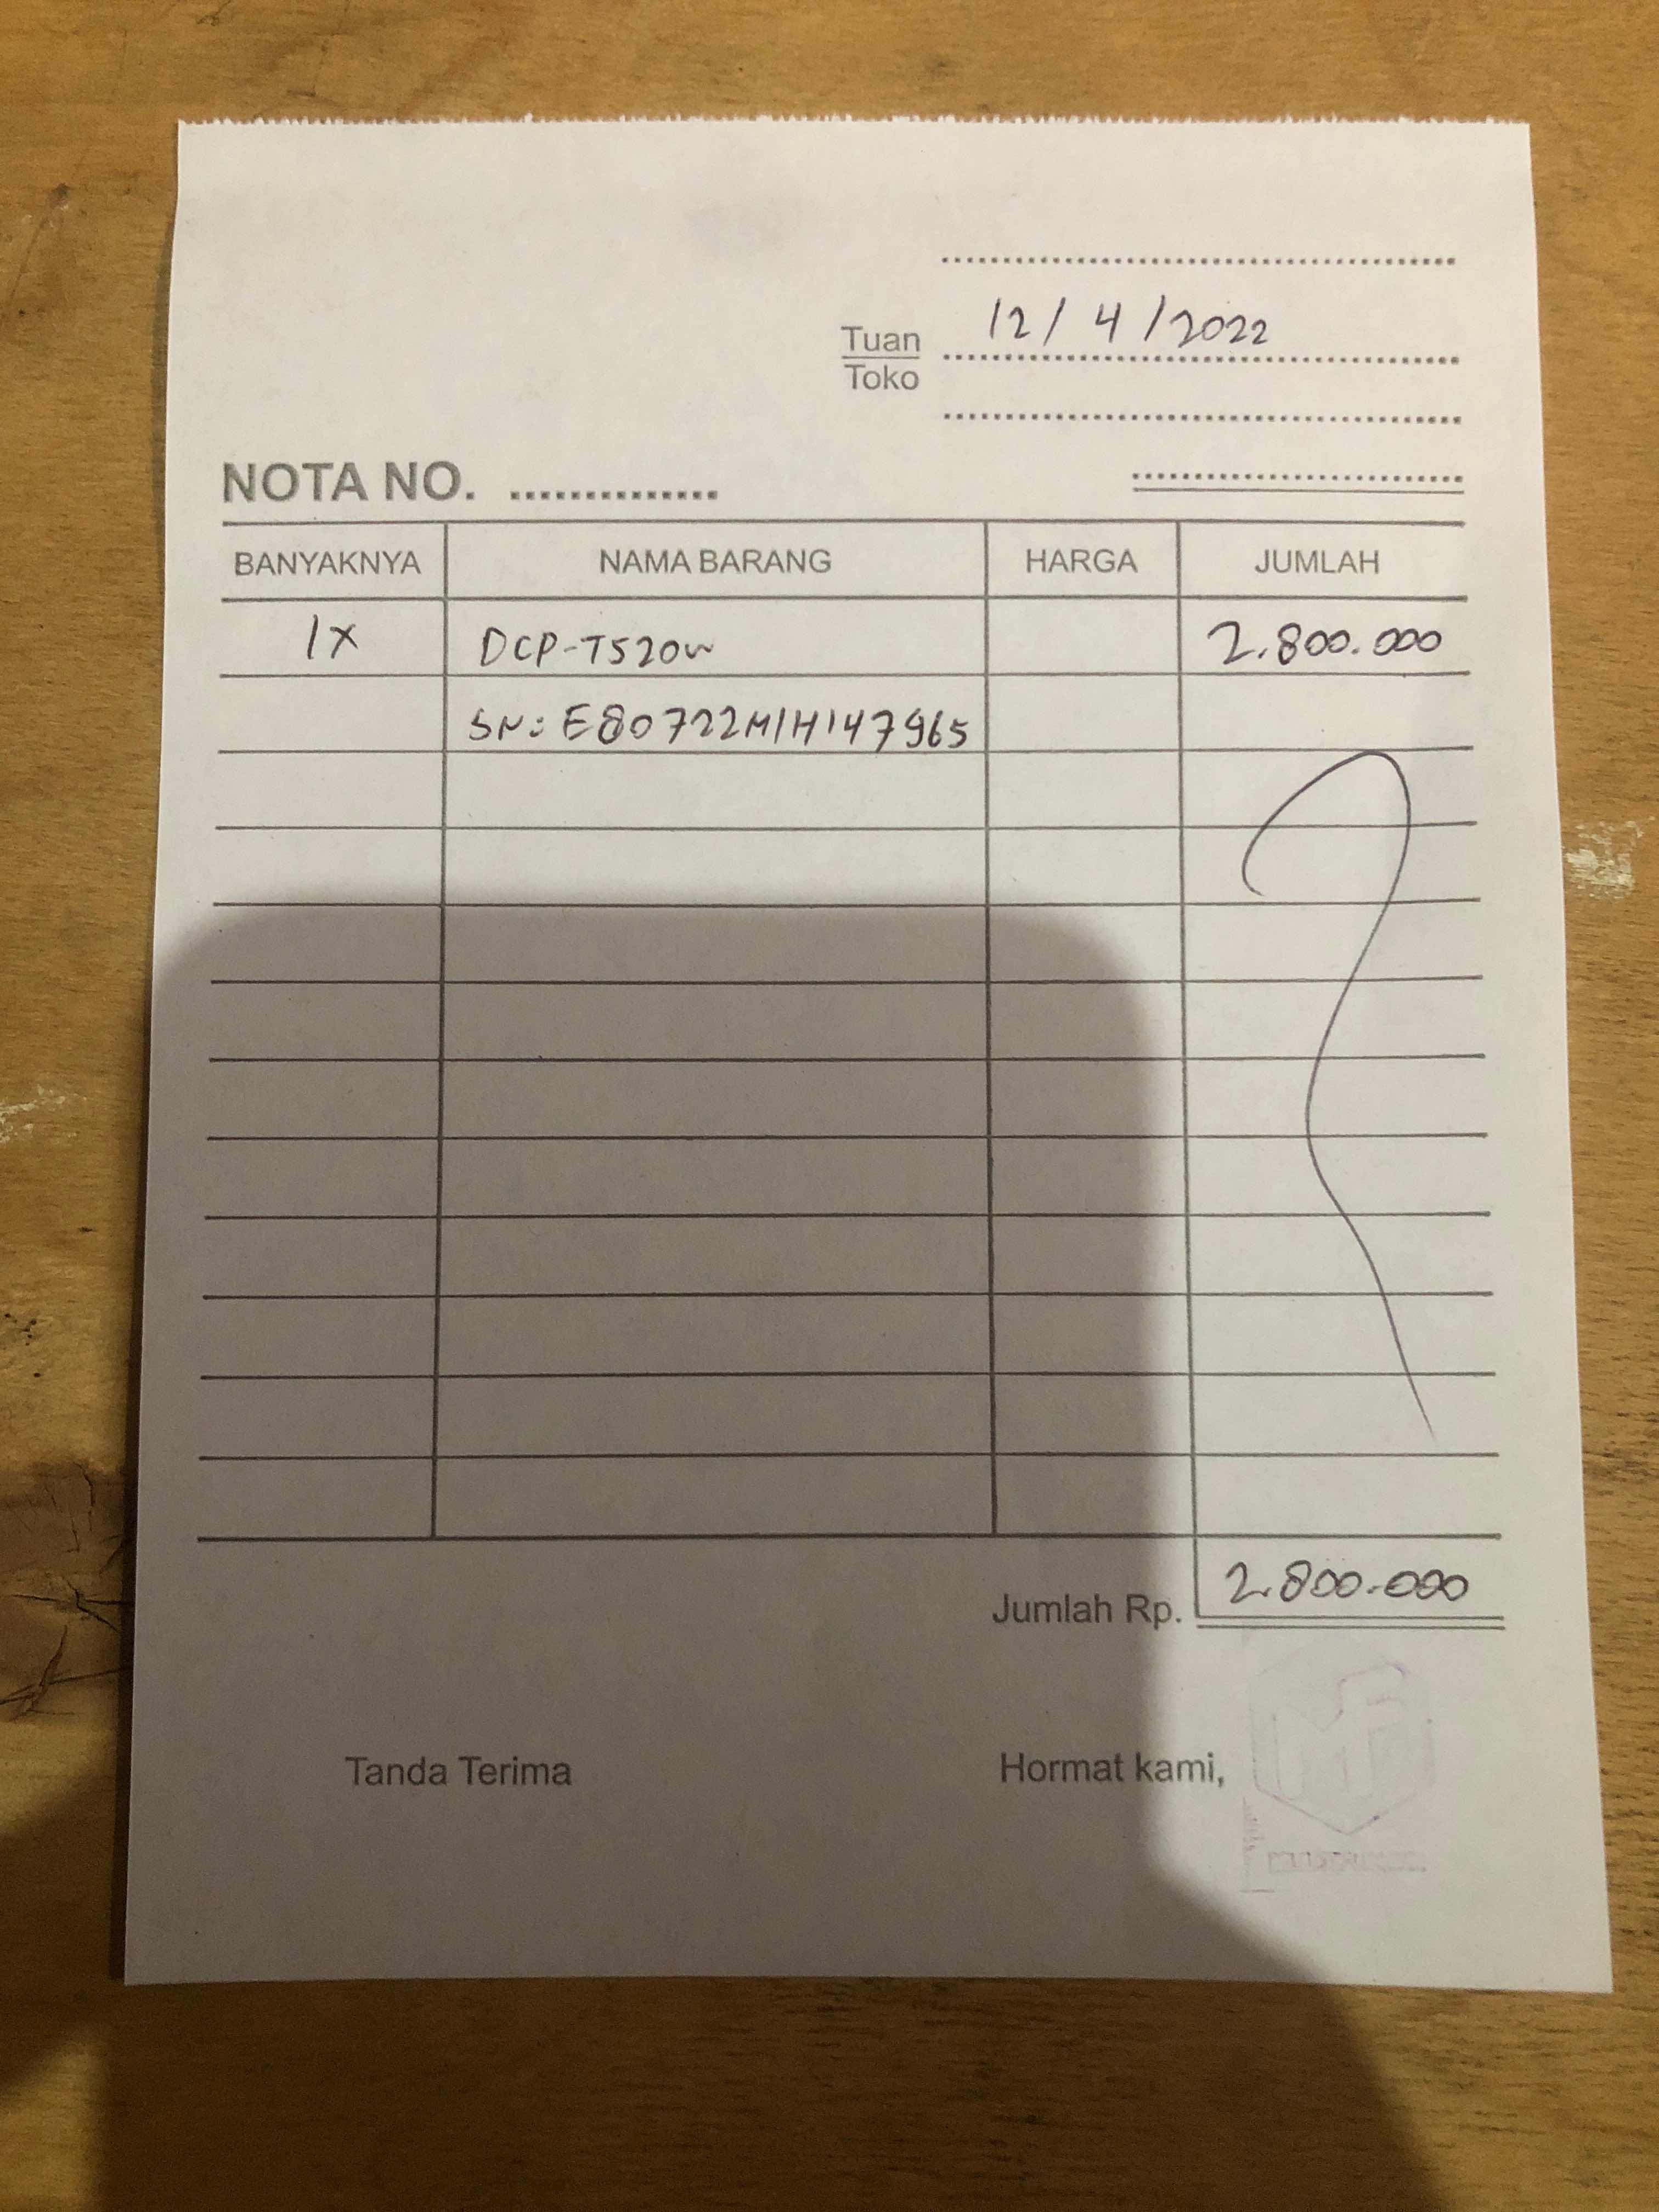 12/4/2022
Tuan
Toko
NOTA NO. ..............
BANYAKNYA NAMA BARANG HARGA JUMLAH
1x DCP-T520W 2.800.000
SN: E80722M1H147965
Jumlah Rp. 2.800.000
Tanda Terima Hormat kami,